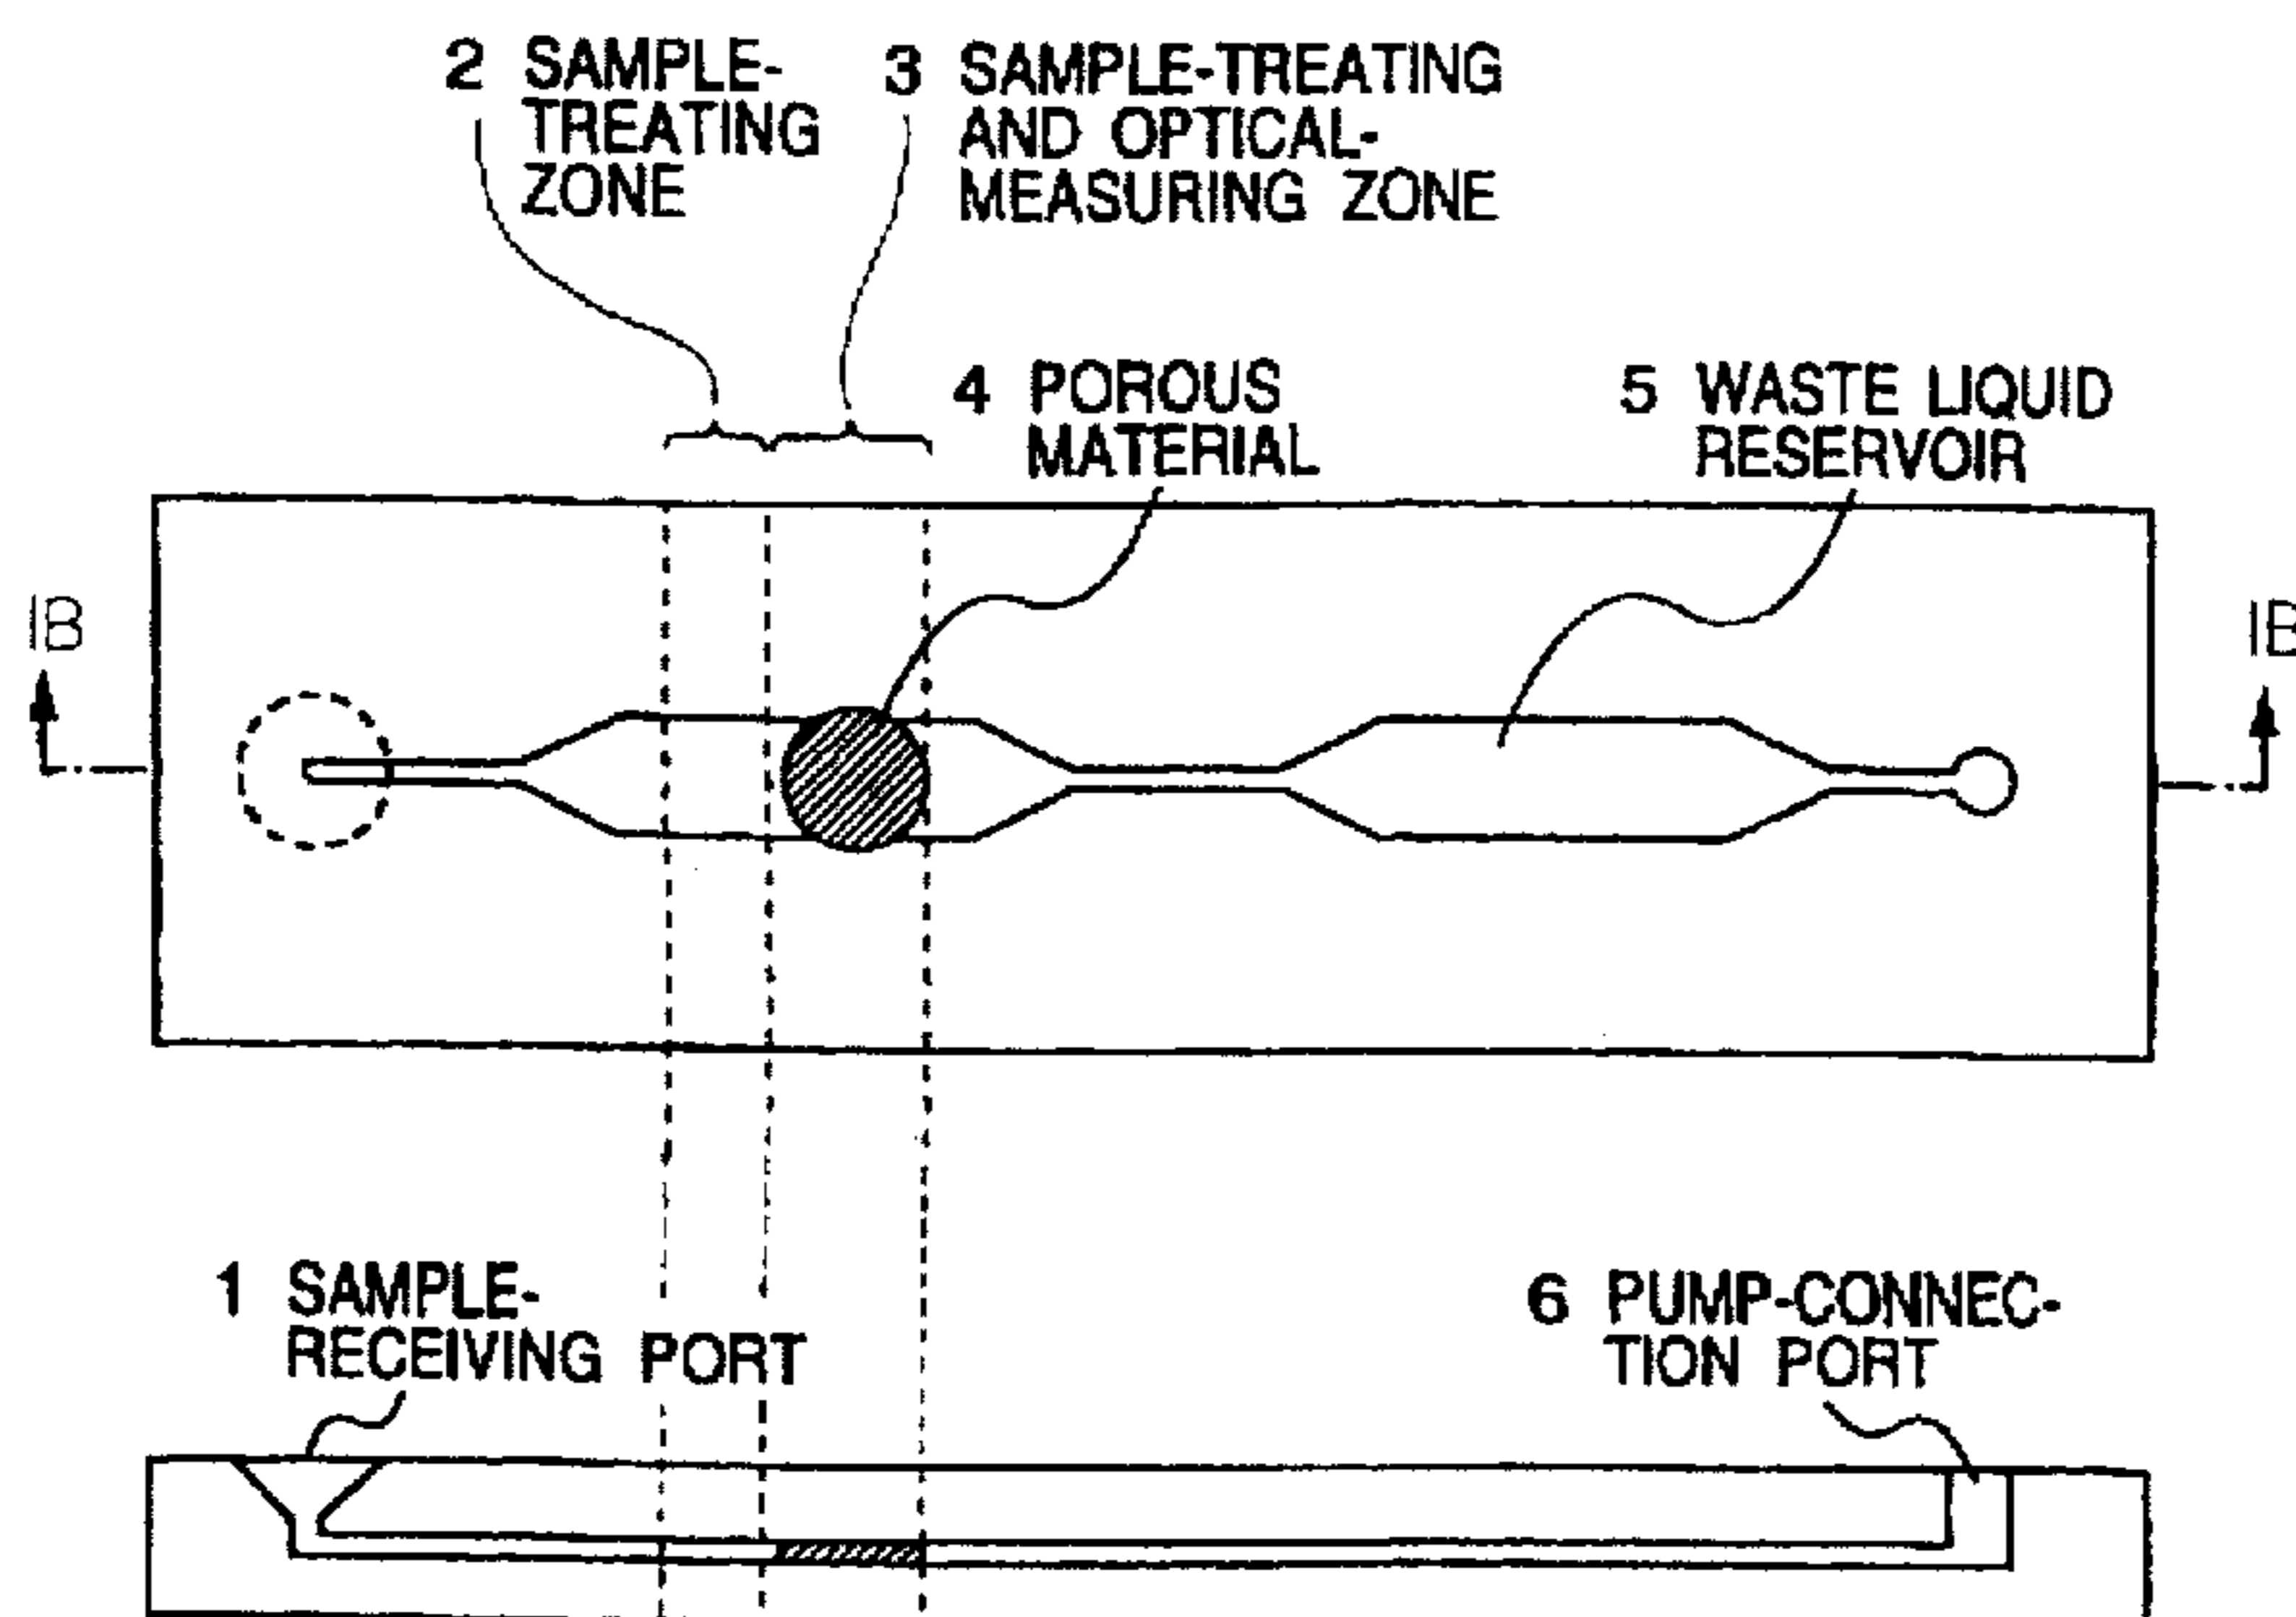 2 SAMPLE-
TREATING
ZONE
3 SAMPLE-TREATING
AND OPTICAL-
MEASURING ZONE
4 POROUS
MATERIAL
5 WASTE LIQUID
RESERVOIR
IB
IB
1 SAMPLE-
RECEIVING PORT
6 PUMP-CONNEC-
TION PORT